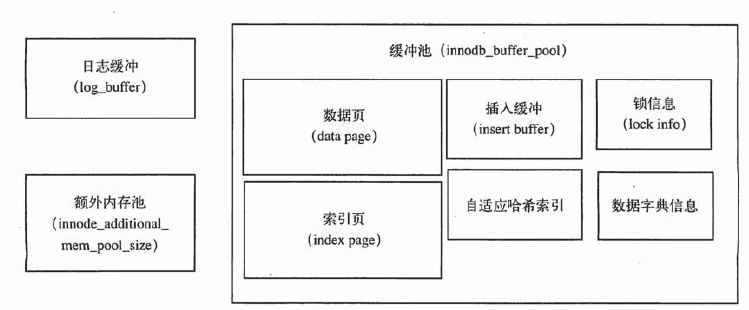 日志缓冲
(log_buffer)
额外内存池
(innode_additional_
mem_pool_size)
缓冲池（innodb_buffer_pool）
数据页
(data page)
插入缓冲
(insert buffer)
锁信息
(lock info)
索引页
(index page)
自适应哈希索引
数据字典信息